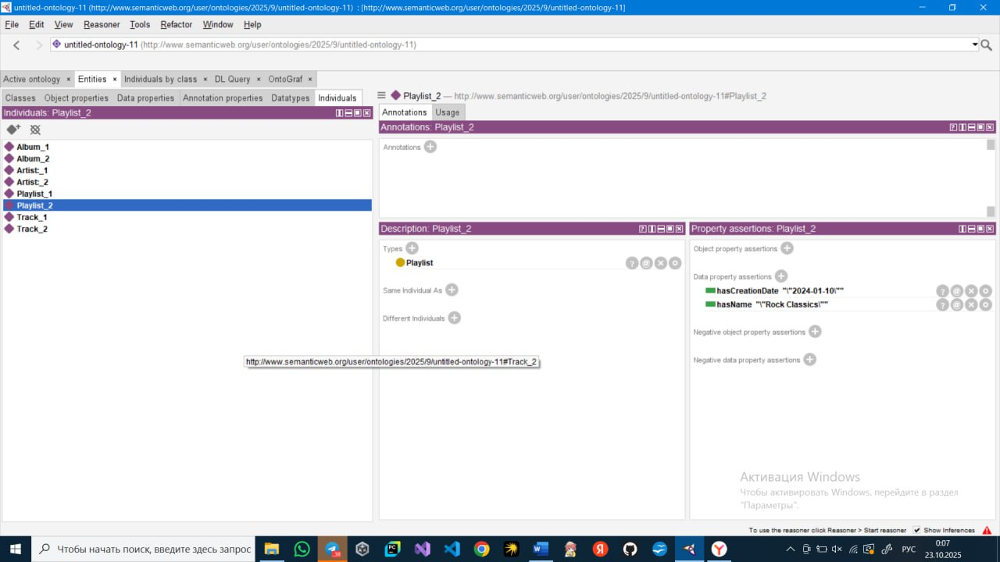 untitled-ontology-11 (http://www.semanticweb.org/user/ontologies/2025/9/untitled-ontology-11) : [http://www.semanticweb.org/user/ontologies/2025/9/untitled-ontology-11]
File Edit View Reasoner Tools Refactor Window Help
untitled-ontology-11 (http://www.semanticweb.org/user/ontologies/2025/9/untitled-ontology-11)
Active ontology × Entities × Individuals by class × DL Query × OntoGraf ×
Classes Object properties Data properties Annotation properties Datatypes Individuals
Individuals: Playlist_2
Album_1
Album_2
Artist:_1
Artist:_2
Playlist_1
Playlist_2
Track_1
Track_2
Playlist_2 — http://www.semanticweb.org/user/ontologies/2025/9/untitled-ontology-11#Playlist_2
Annotations Usage
Annotations: Playlist_2
Annotations
Description: Playlist_2
Types
Playlist
Same Individual As
Different Individuals
http://www.semanticweb.org/user/ontologies/2025/9/untitled-ontology-11#Track_2
Property assertions: Playlist_2
Object property assertions
Data property assertions
hasCreationDate "\"2024-01-10\""
hasName "\"Rock Classics\""
Negative object property assertions
Negative data property assertions
Активация Windows
Чтобы активировать Windows, перейдите в раздел
"Параметры".
To use the reasoner click Reasoner > Start reasoner Show Inferences
Чтобы начать поиск, введите здесь запрос
РУС
0:07
23.10.2025